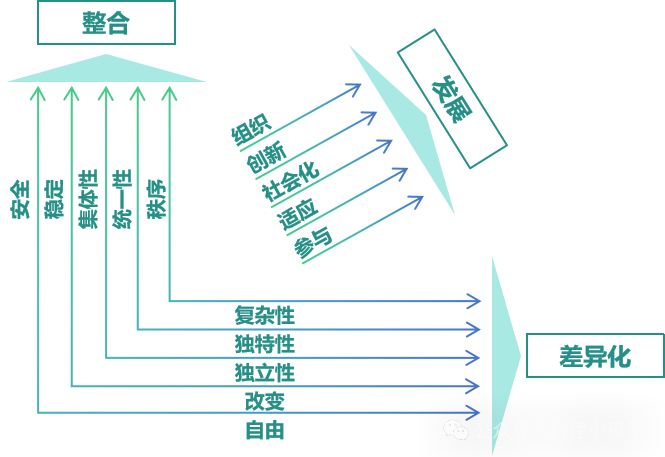 整合
发展
组织
创新
社会化
适应
参与
安全
稳定
集体性
统一性
秩序
复杂性
独特性
独立性
改变
自由
差异化